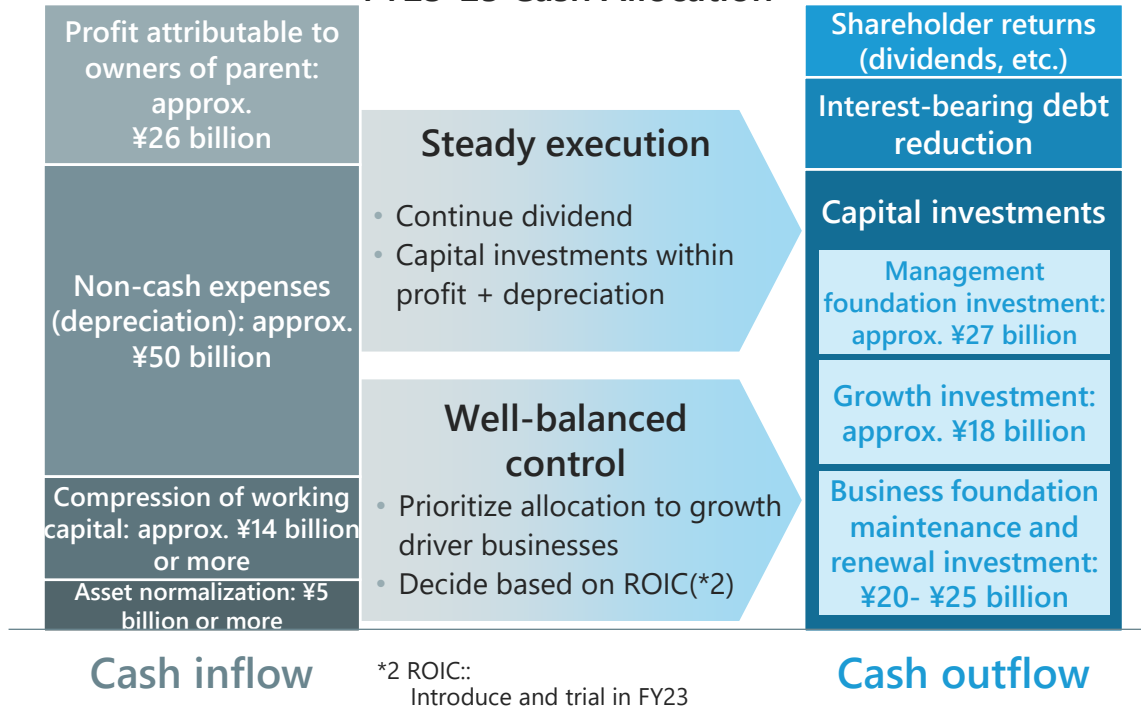 Cash Allocation
Profit attributable to
owners of parent:
approx.
¥26 billion
Non-cash expenses
(depreciation): approx.
¥50 billion
Compression of working
capital: approx. ¥14 billion
or more
Asset normalization: ¥5
billion or more
Cash inflow
Steady execution
• Continue dividend
• Capital investments within
profit + depreciation
Well-balanced
control
• Prioritize allocation to growth
driver businesses
• Decide based on ROIC(*2)
*2 ROIC::
Introduce and trial in FY23
Shareholder returns
(dividends, etc.)
Interest-bearing debt
reduction
Capital investments
Management
foundation investment:
approx. ¥27 billion
Growth investment:
approx. ¥18 billion
Business foundation
maintenance and
renewal investment:
¥20- ¥25 billion
Cash outflow